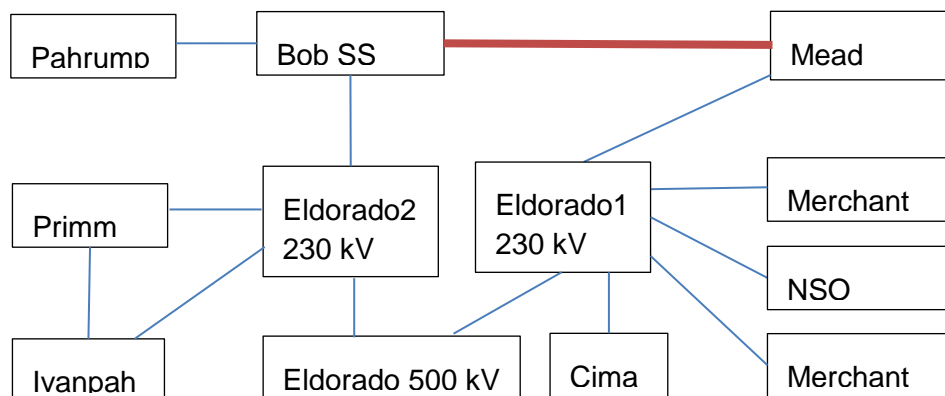 Pahrump
Bob SS
Mead
Primm
Eldorado2
230 kV
Eldorado1
230 kV
Merchant
NSO
Ivanpah
Eldorado 500 kV
Cima
Merchant